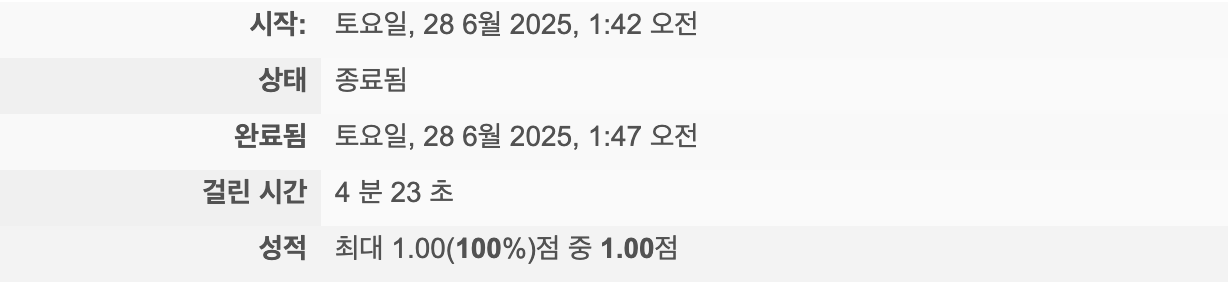 시작: 토요일, 28 6월 2025, 1:42 오전
상태 종료됨
완료됨 토요일, 28 6월 2025, 1:47 오전
걸린 시간 4 분 23 초
성적 최대 1.00(100%)점 중 1.00점